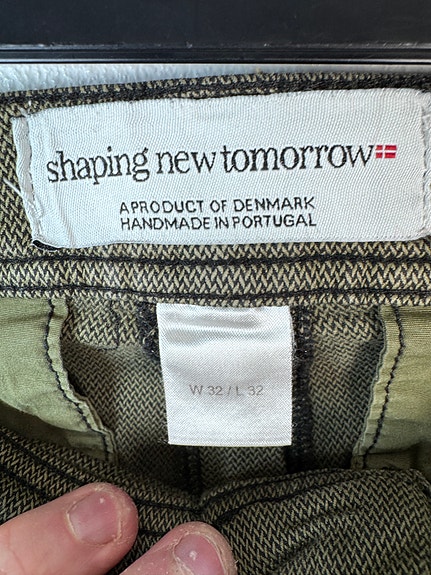 shaping new tomorrow
A PRODUCT OF DENMARK
HANDMADE IN PORTUGAL
W 32 / L 32